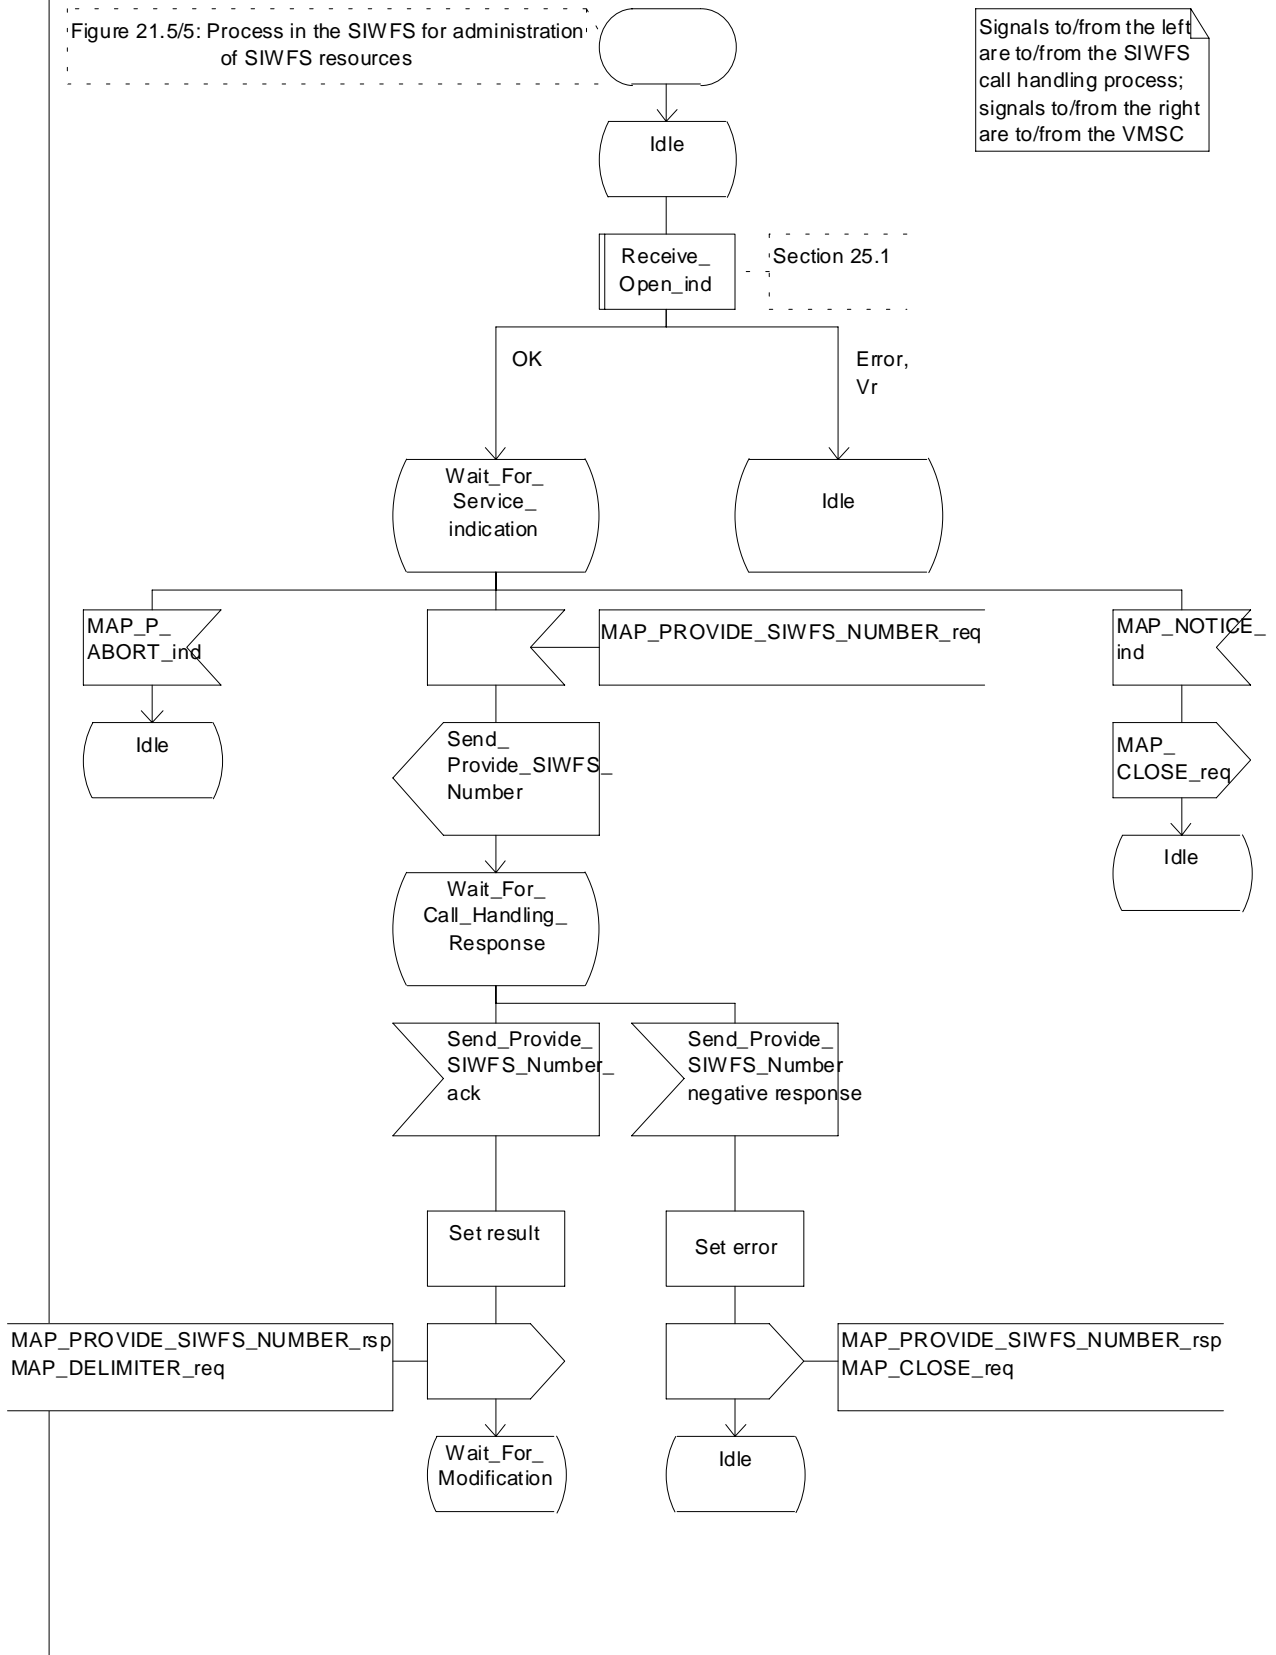 Figure 21.5/5: Process in the SIWFS for administration
of SIWFS resources
Signals to/from the left
are to/from the SIWFS
call handling process;
signals to/from the right
are to/from the VMSC
Idle
Receive_
Open_ind
Section 25.1
OK
Error,
Vr
Wait_For_
Service_
indication
Idle
MAP_P_
ABORT_ind
MAP_PROVIDE_SIWFS_NUMBER_req
MAP_NOTICE_
ind
Idle
Send_
Provide_SIWFS_
Number
MAP_
CLOSE_req
Idle
Wait_For_
Call_Handling_
Response
Send_Provide_
SIWFS_Number_
ack
Send_Provide_
SIWFS_Number
negative response
Set result
Set error
MAP_PROVIDE_SIWFS_NUMBER_rsp
MAP_DELIMITER_req
MAP_PROVIDE_SIWFS_NUMBER_rsp
MAP_CLOSE_req
Wait_For_
Modification
Idle